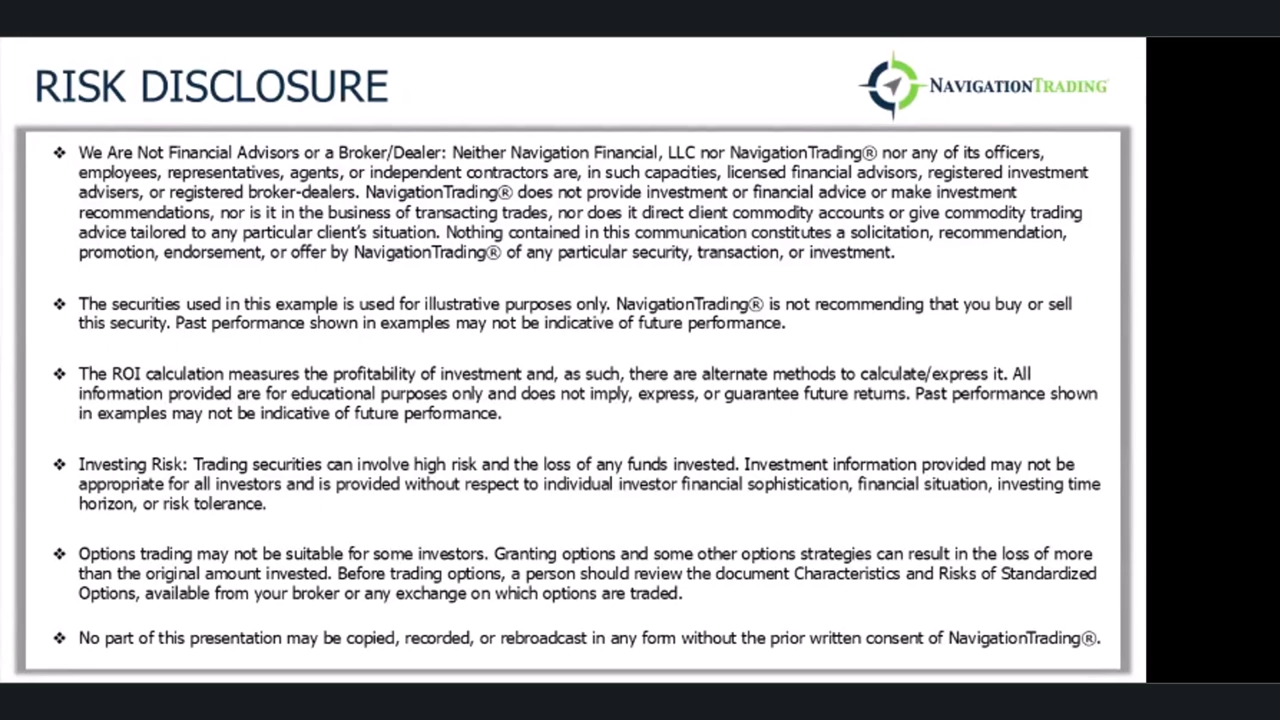 RISK DISCLOSURE
NAVIGATIONTRADING®
❖ We Are Not Financial Advisors or a Broker/Dealer: Neither Navigation Financial, LLC nor NavigationTrading® nor any of its officers,
employees, representatives, agents, or independent contractors are, in such capacities, licensed financial advisors, registered investment
advisers, or registered broker-dealers. NavigationTrading® does not provide investment or financial advice or make investment
recommendations, nor is it in the business of transacting trades, nor does it direct client commodity accounts or give commodity trading
advice tailored to any particular client's situation. Nothing contained in this communication constitutes a solicitation, recommendation,
promotion, endorsement, or offer by NavigationTrading® of any particular security, transaction, or investment.
❖ The securities used in this example is used for illustrative purposes only. NavigationTrading® is not recommending that you buy or sell
this security. Past performance shown in examples may not be indicative of future performance.
❖ The ROI calculation measures the profitability of investment and, as such, there are alternate methods to calculate/express it. All
information provided are for educational purposes only and does not imply, express, or guarantee future returns. Past performance shown
in examples may not be indicative of future performance.
❖ Investing Risk: Trading securities can involve high risk and the loss of any funds invested. Investment information provided may not be
appropriate for all investors and is provided without respect to individual investor financial sophistication, financial situation, investing time
horizon, or risk tolerance.
❖ Options trading may not be suitable for some investors. Granting options and some other options strategies can result in the loss of more
than the original amount invested. Before trading options, a person should review the document Characteristics and Risks of Standardized
Options, available from your broker or any exchange on which options are traded.
❖ No part of this presentation may be copied, recorded, or rebroadcast in any form without the prior written consent of NavigationTrading®.